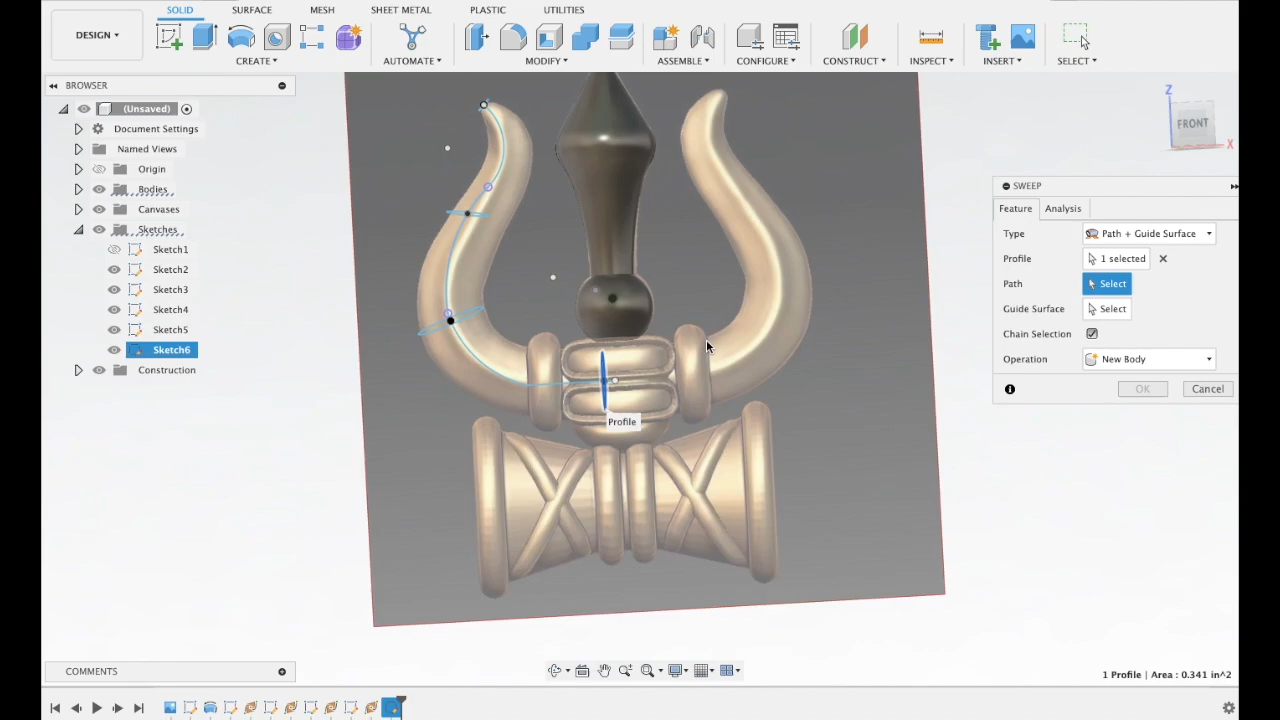 SOLID SURFACE MESH SHEET METAL PLASTIC UTILITIES
DESIGN
CREATE AUTOMATE MODIFY ASSEMBLE CONFIGURE CONSTRUCT INSPECT INSERT SELECT
BROWSER
(Unsaved)
Document Settings
Named Views
Origin
Bodies
Canvases
Sketches
Sketch1
Sketch2
Sketch3
Sketch4
Sketch5
Sketch6
Construction
Z
FRONT
X
SWEEP
Feature Analysis
Type Path + Guide Surface
Profile 1 selected
Path Select
Guide Surface Select
Chain Selection
Operation New Body
OK Cancel
Profile
COMMENTS
1 Profile | Area : 0.341 in^2